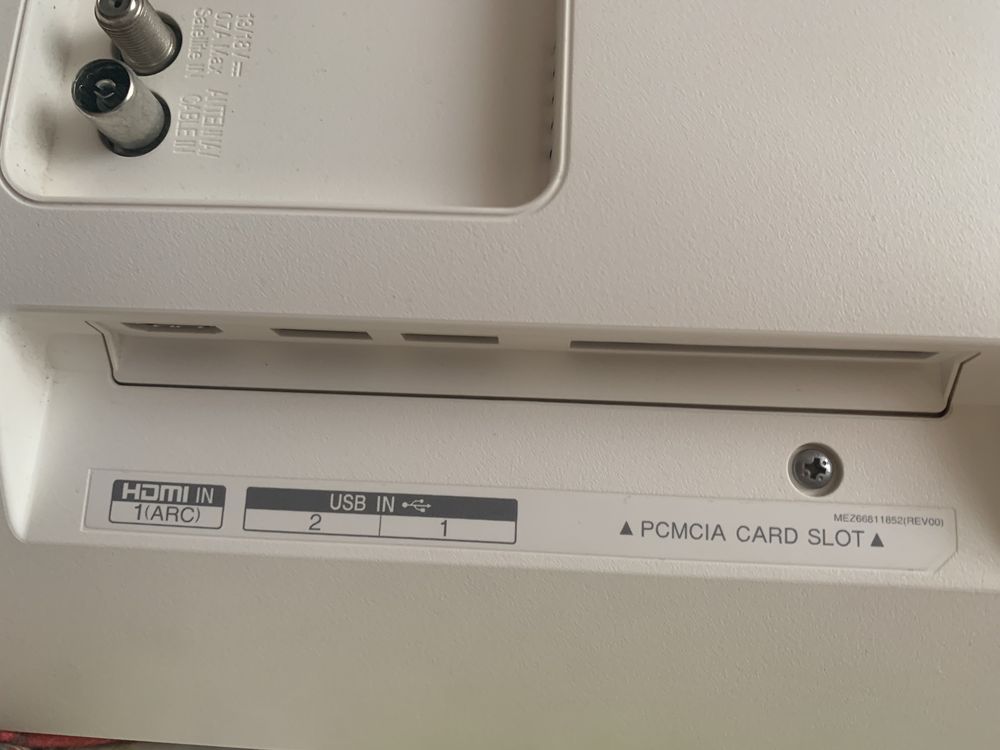 13/18V
0.7A Max
Satellite IN
ANTENNA/
CABLE IN
HDMI IN
1(ARC)
USB IN
2 1
MEZ66811852(REV00)
▲PCMCIA CARD SLOT▲